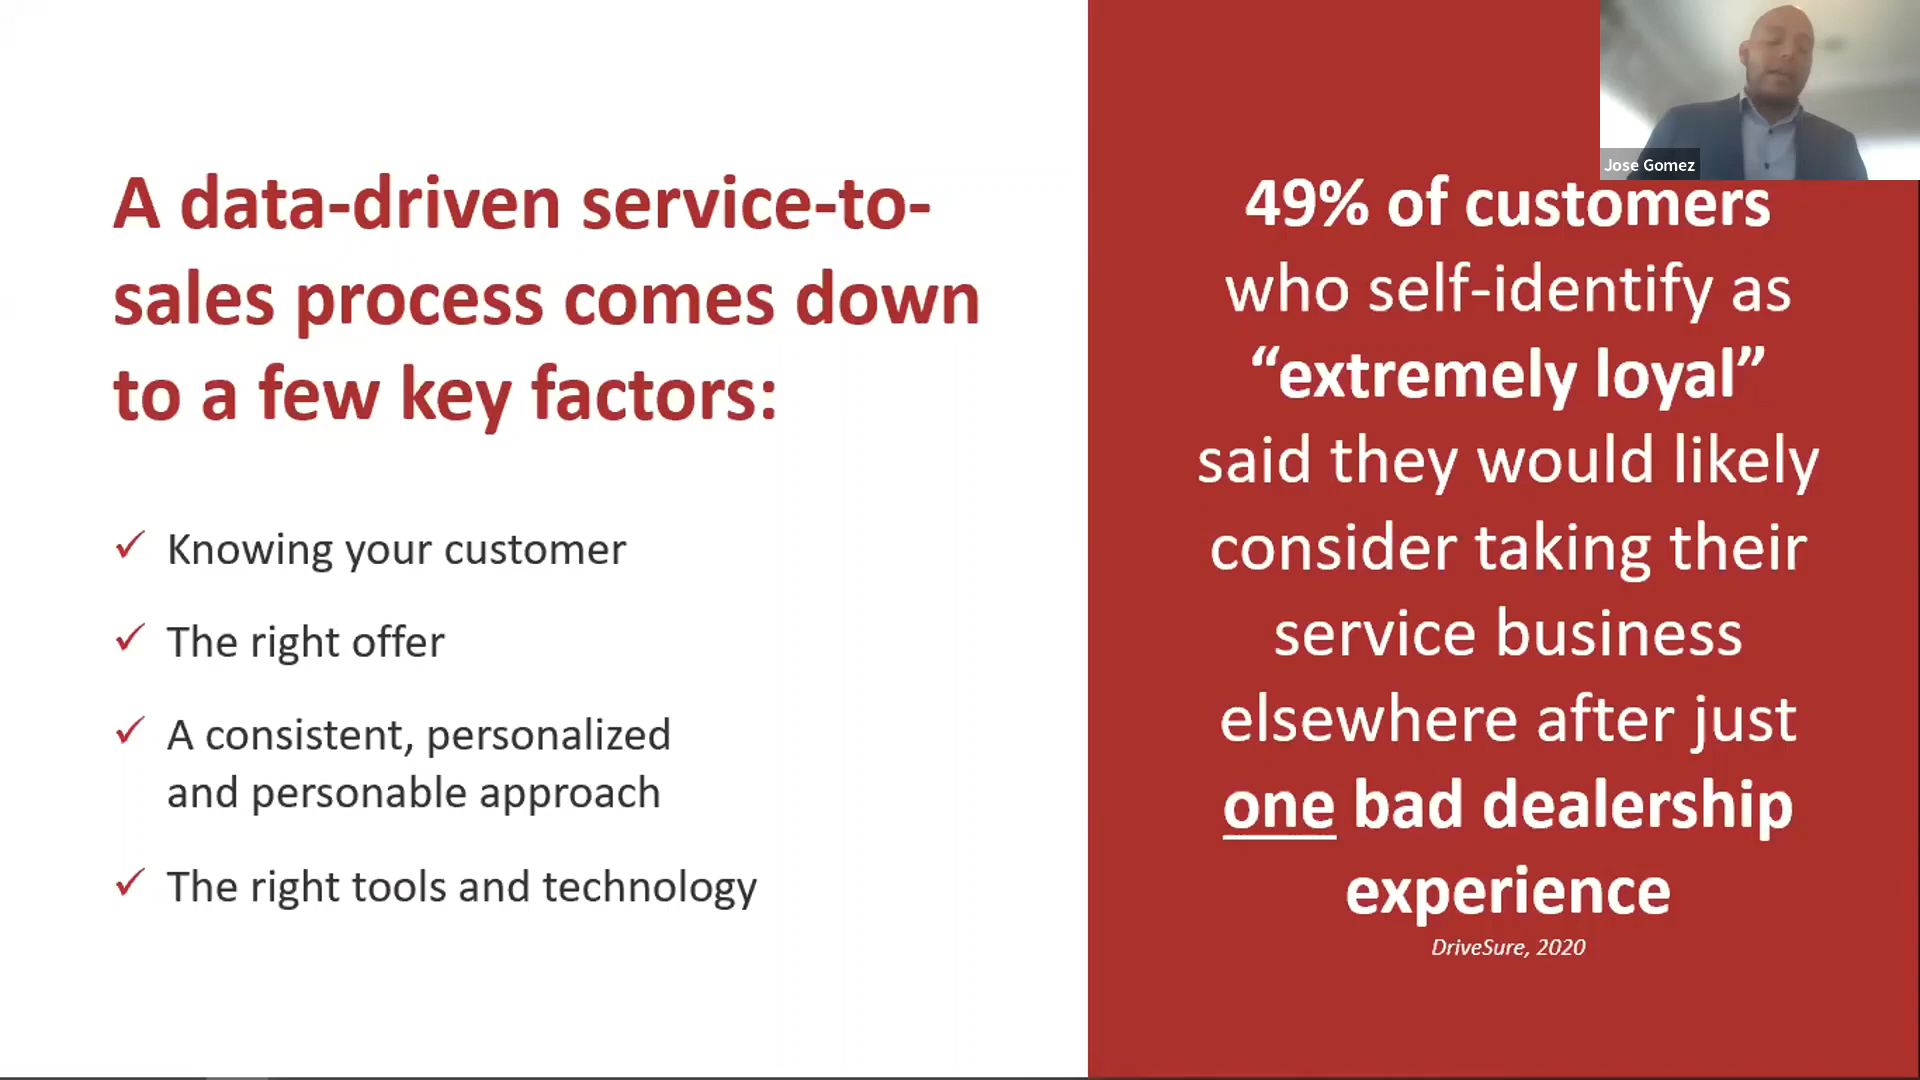 A data-driven service-to-
sales process comes down
to a few key factors:
✓ Knowing your customer
✓ The right offer
✓ A consistent, personalized
and personable approach
✓ The right tools and technology
Jose Gomez
49% of customers
who self-identify as
“extremely loyal”
said they would likely
consider taking their
service business
elsewhere after just
one bad dealership
experience
DriveSure, 2020